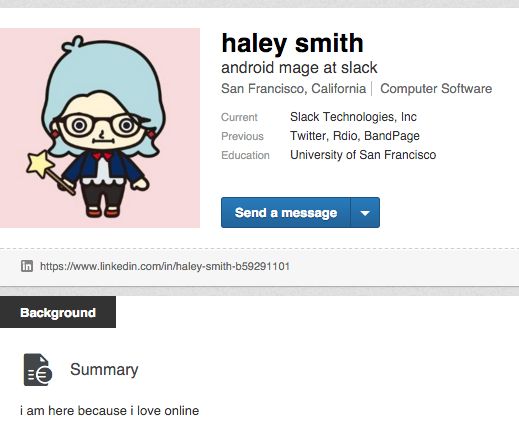 haley smith
android mage at slack
San Francisco, California | Computer Software
Current Slack Technologies, Inc
Previous Twitter, Rdio, BandPage
Education University of San Francisco
Send a message
in https://www.linkedin.com/in/haley-smith-b59291101
Background
Summary
i am here because i love online